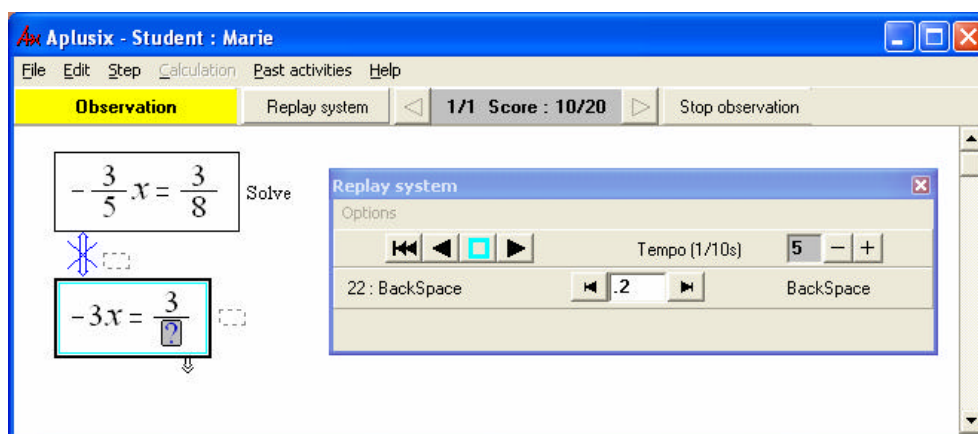 Aplusix - Student : Marie
File Edit Step Calculation Past activities Help
Observation Replay system 1/1 Score : 10/20 Stop observation
- 3/5 x = 3/8 Solve
-3x = 3/?
Replay system
Options
Tempo (1/10s) 5 - +
22 : BackSpace .2 BackSpace